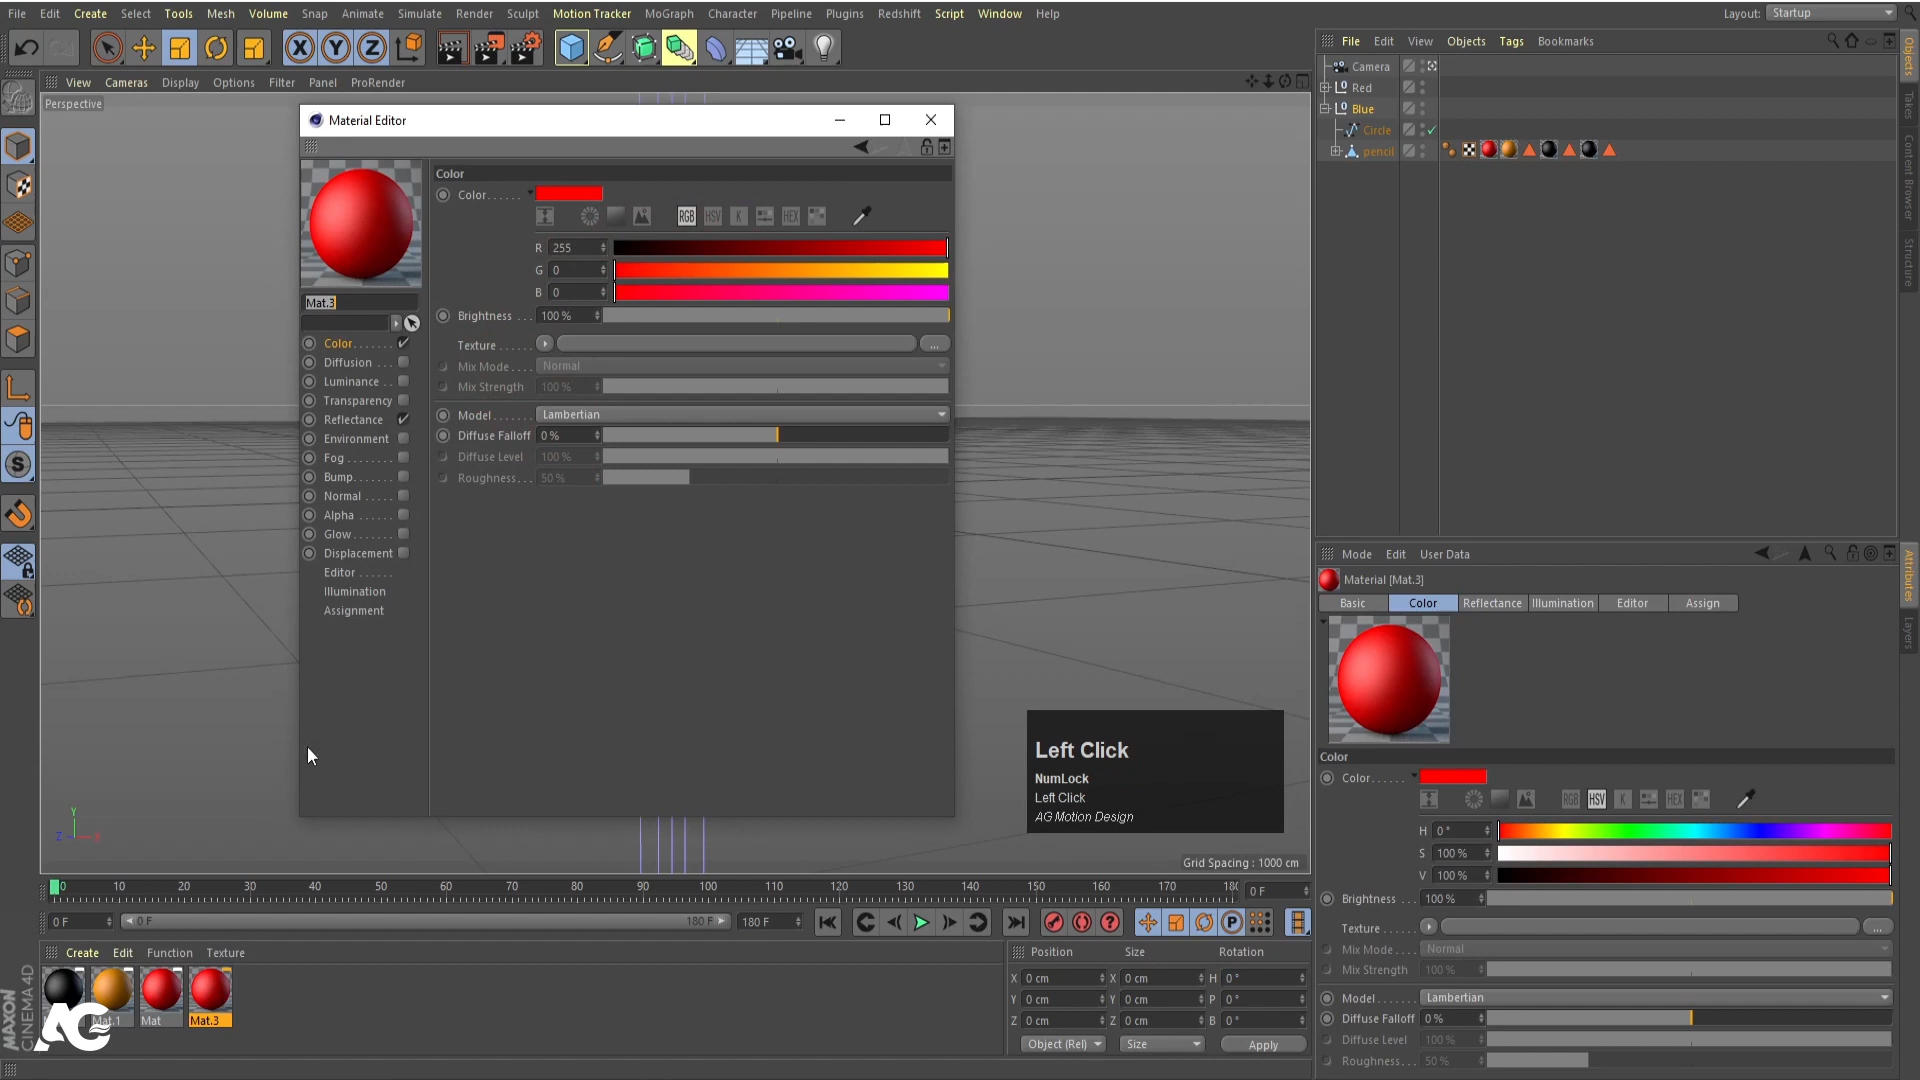 File Edit Create Select Tools Mesh Volume Snap Animate Simulate Render Sculpt Motion Tracker MoGraph Character Pipeline Plugins Redshift Script Window Help Layout: Startup
File Edit View Objects Tags Bookmarks
View Cameras Display Options Filter Panel ProRender
Perspective
Material Editor
Color
Color......
RGB HSV K HEX
R 255
G 0
B 0
Brightness ... 100 %
Texture ...... ...
Mix Mode.... Normal
Mix Strength 100 %
Model ....... Lambertian
Diffuse Falloff 0 %
Diffuse Level 100 %
Roughness... 50 %
Mat.3
Color.......
Diffusion ...
Luminance ..
Transparency
Reflectance
Environment
Fog ........
Bump.......
Normal .....
Alpha ......
Glow .......
Displacement
Editor ......
Illumination
Assignment
Y
Z X
Left Click
NumLock
Left Click
AG Motion Design
Grid Spacing : 1000 cm
Camera
Red
Blue
Circle
pencil
Objects
Takes
Content Browser
Structure
Mode Edit User Data
Material [Mat.3]
Basic Color Reflectance Illumination Editor Assign
Color
Color......
RGB HSV K HEX
H 0 °
S 100 %
V 100 %
Brightness ... 100 %
Texture ...... ...
Mix Mode.... Normal
Mix Strength 100 %
Model ....... Lambertian
Diffuse Falloff 0 %
Diffuse Level 100 %
Roughness... 50 %
Attributes
Layers
0 10 20 30 40 50 60 70 80 90 100 110 120 130 140 150 160 170 0 F
0 F 0 F 180 F 180 F
Create Edit Function Texture
Mat.1 Mat Mat.3
MAXON
CINEMA 4D
AG
Position Size Rotation
X 0 cm X 0 cm H 0 °
Y 0 cm Y 0 cm P 0 °
Z 0 cm Z 0 cm B 0 °
Object (Rel) Size Apply